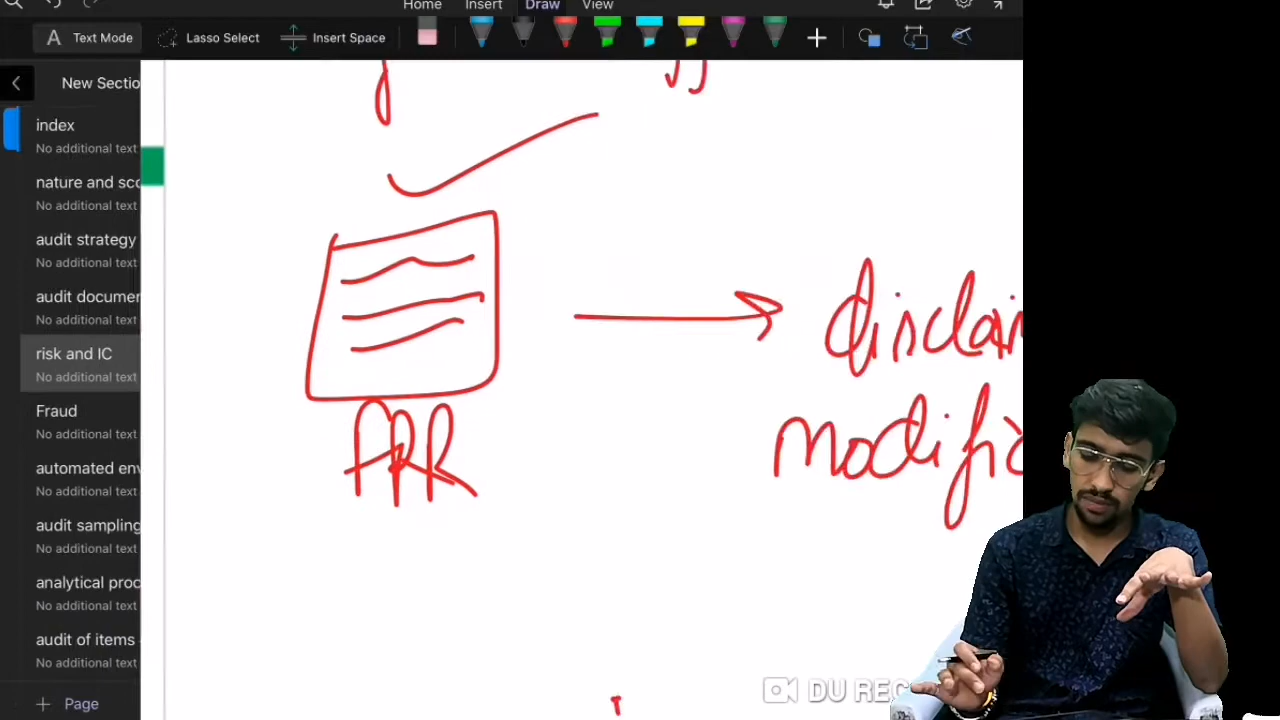 Home Insert Draw View
Text Mode Lasso Select Insert Space
New Sectio
index
No additional text
nature and sco
No additional text
audit strategy
No additional text
audit documen
No additional text
risk and IC
No additional text
Fraud
No additional text
automated env
No additional text
audit sampling
No additional text
analytical proc
No additional text
audit of items
No additional text
+ Page
disclai
modific
DU REC